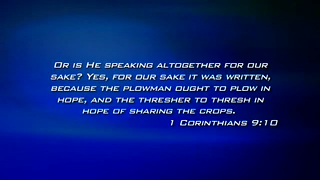 Or is He speaking altogether for our
sake? Yes, for our sake it was written,
because the plowman ought to plow in
hope, and the thresher to thresh in
hope of sharing the crops.
1 Corinthians 9:10